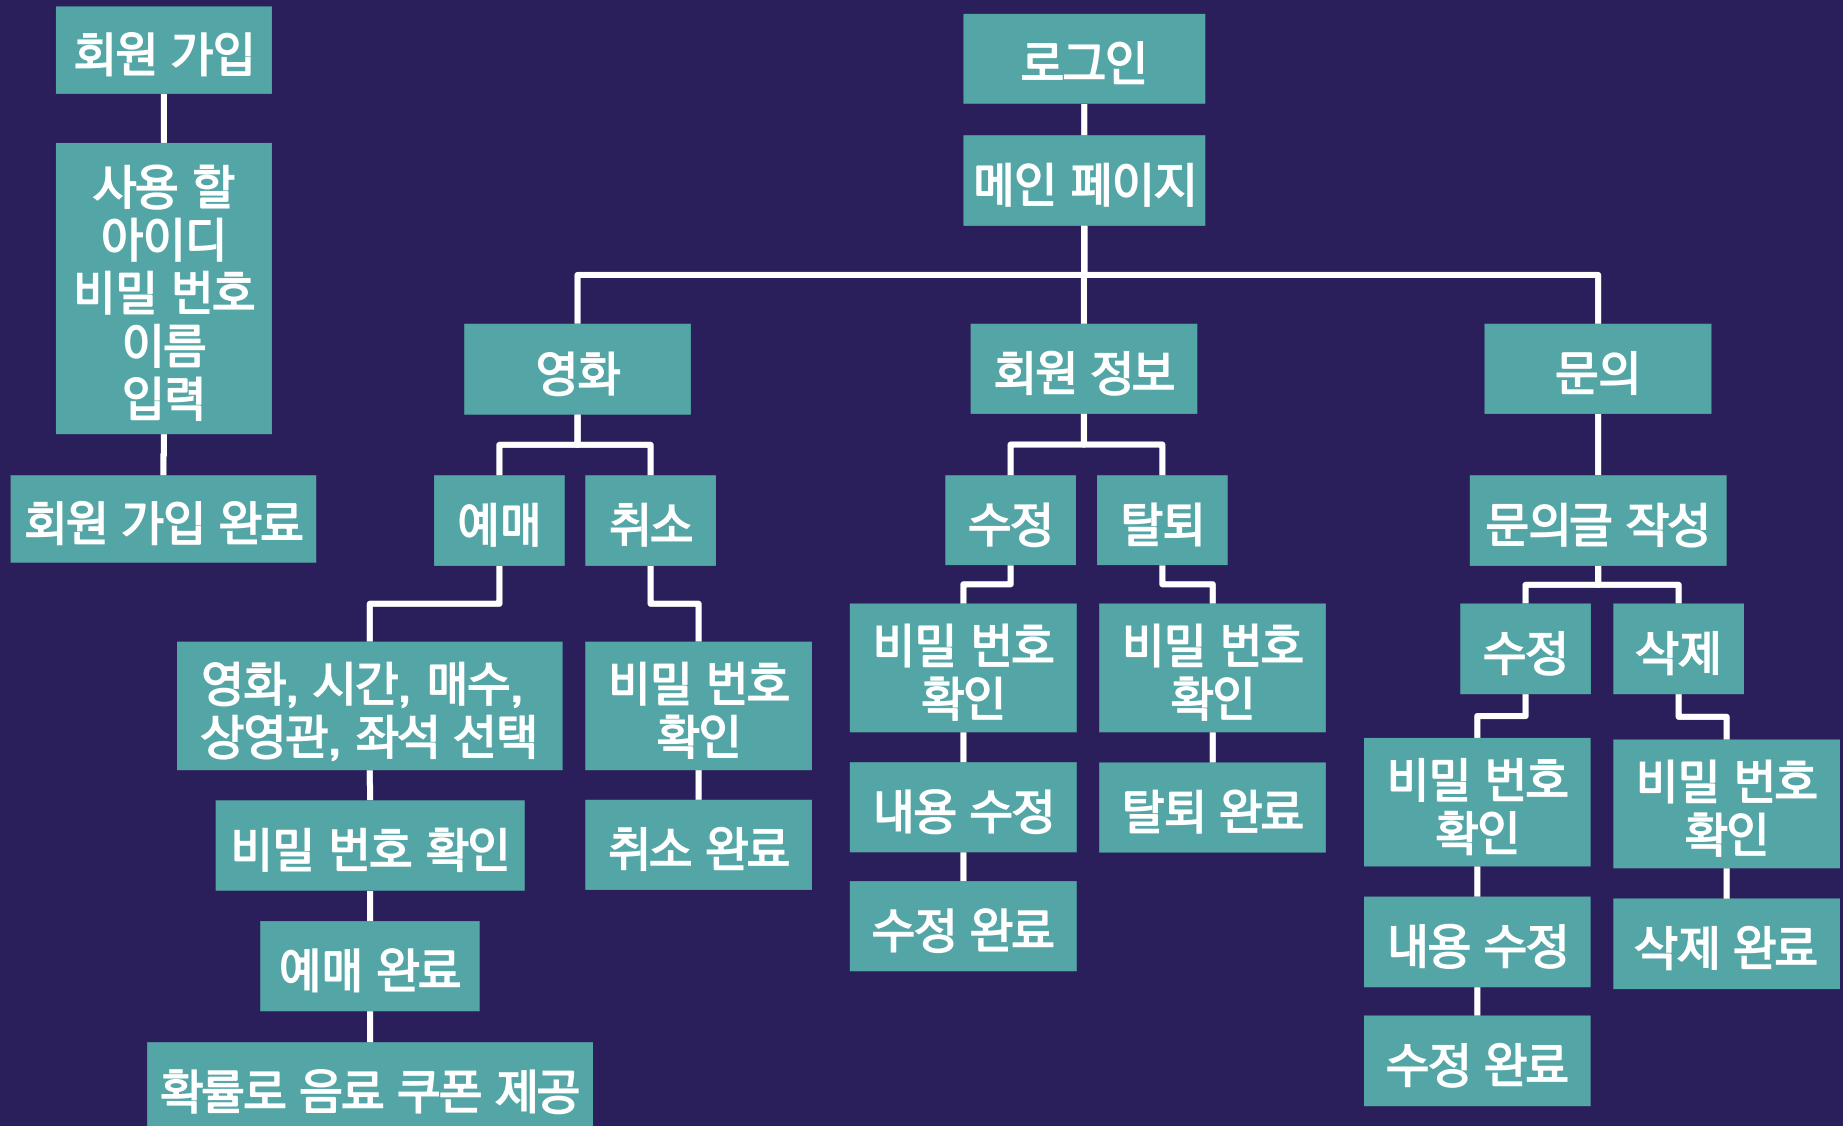 회원 가입
사용 할
아이디
비밀 번호
이름
입력
회원 가입 완료
로그인
메인 페이지
영화
회원 정보
문의
예매
취소
수정
탈퇴
문의글 작성
영화, 시간, 매수,
상영관, 좌석 선택
비밀 번호
확인
비밀 번호
확인
비밀 번호
확인
수정
삭제
비밀 번호 확인
취소 완료
내용 수정
탈퇴 완료
비밀 번호
확인
비밀 번호
확인
예매 완료
수정 완료
내용 수정
삭제 완료
확률로 음료 쿠폰 제공
수정 완료